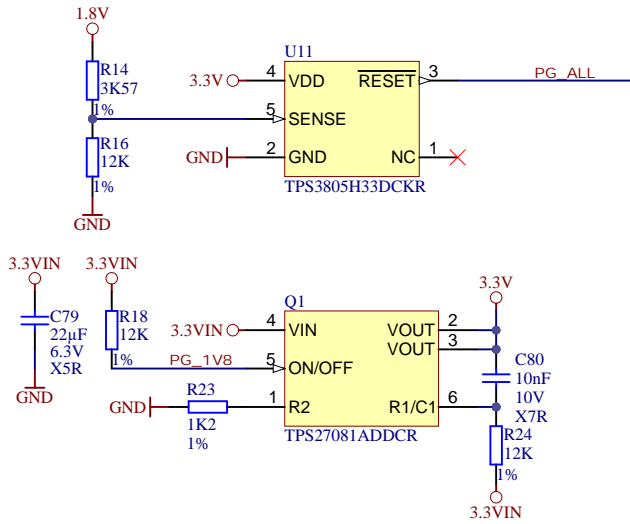 1.8V
R14
3K57
1%
R16
12K
1%
GND
U11
3.3V
4
VDD
RESET
3
PG_ALL
5
SENSE
GND
2
GND
NC
1
TPS3805H33DCKR
3.3VIN
C79
22µF
6.3V
X5R
GND
3.3VIN
R18
12K
1%
PG_1V8
Q1
3.3VIN
4
VIN
VOUT
2
VOUT
3
5
ON/OFF
GND
R23
1K2
1%
1
R2
R1/C1
6
TPS27081ADDCR
3.3V
C80
10nF
10V
X7R
R24
12K
1%
3.3VIN